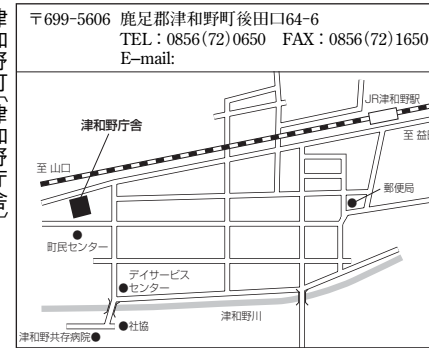 津和野町〔津和野庁舎〕
〒699-5606 鹿足郡津和野町後田口64-6
TEL：0856(72)0650 FAX：0856(72)1650
E-mail:
JR津和野駅
津和野庁舎
至 益
至 山口
郵便局
町民センター
デイサービス
センター
津和野川
社協
津和野共存病院